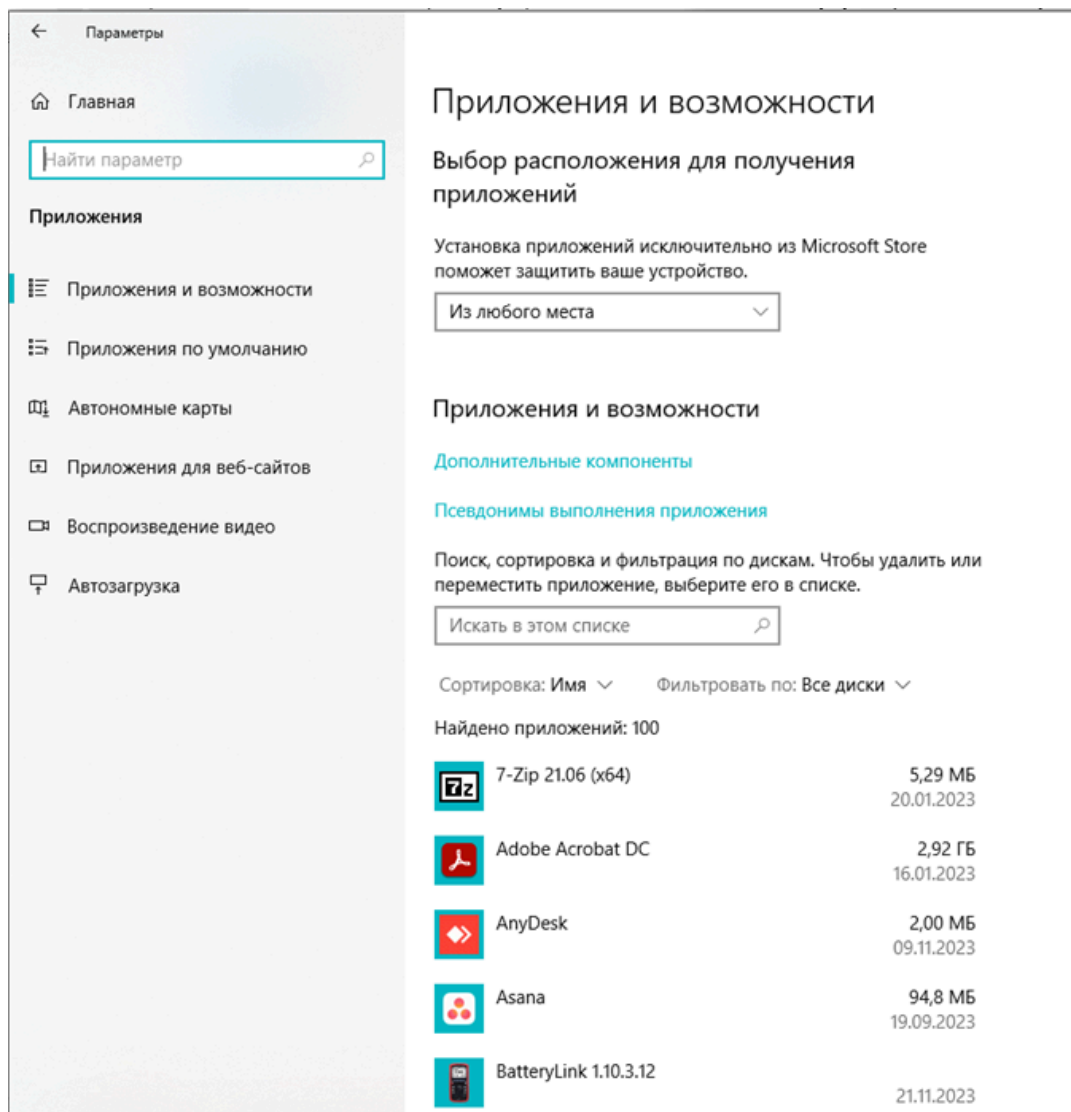 Параметры
Главная
Найти параметр
Приложения
Приложения и возможности
Приложения по умолчанию
Автономные карты
Приложения для веб-сайтов
Воспроизведение видео
Автозагрузка
Приложения и возможности
Выбор расположения для получения
приложений
Установка приложений исключительно из Microsoft Store
поможет защитить ваше устройство.
Из любого места
Приложения и возможности
Дополнительные компоненты
Псевдонимы выполнения приложения
Поиск, сортировка и фильтрация по дискам. Чтобы удалить или
переместить приложение, выберите его в списке.
Искать в этом списке
Сортировка: Имя Фильтровать по: Все диски
Найдено приложений: 100
7-Zip 21.06 (x64) 5,29 МБ
20.01.2023
Adobe Acrobat DC 2,92 ГБ
16.01.2023
AnyDesk 2,00 МБ
09.11.2023
Asana 94,8 МБ
19.09.2023
BatteryLink 1.10.3.12
21.11.2023